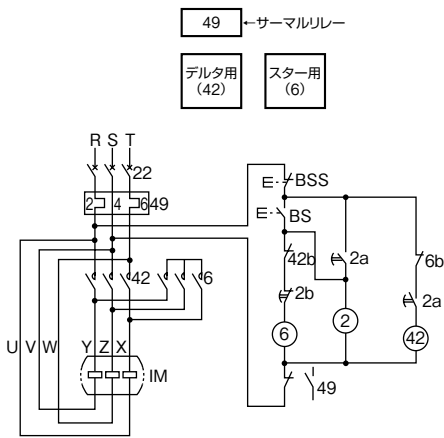 49
←サーマルリレー
デルタ用
(42)
スター用
(6)
R S T
22
2 4 6 49
BSS
BS
42b
2a
6b
2b
2a
42
6
6
2
42
U V W
Y Z X
IM
49